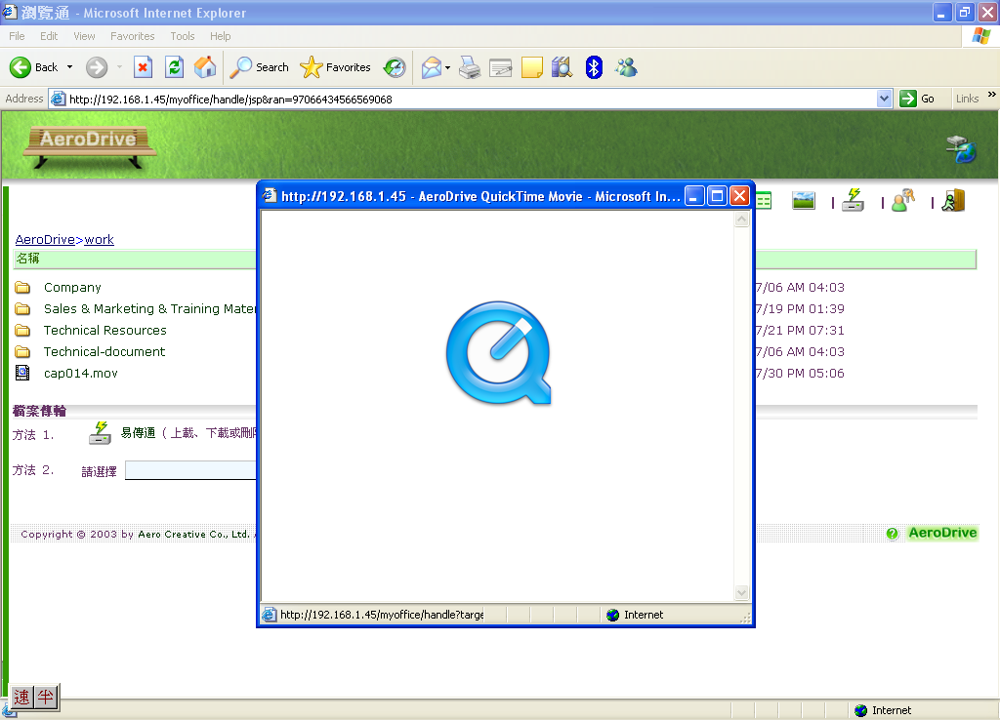 瀏覽通 - Microsoft Internet Explorer
File Edit View Favorites Tools Help
Back Search Favorites
Address http://192.168.1.45/myoffice/handle/jsp&ran=97066434566569068 Go Links »
AeroDrive
http://192.168.1.45 - AeroDrive QuickTime Movie - Microsoft In...
AeroDrive>work
名稱
Company 7/06 AM 04:03
Sales & Marketing & Training Mater 7/19 PM 01:39
Technical Resources 7/21 PM 07:31
Technical-document 7/06 AM 04:03
cap014.mov 7/30 PM 05:06
檔案傳輸
方法 1. 易傳通 ( 上載、下載或刪除
方法 2. 請選擇
Copyright © 2003 by Aero Creative Co., Ltd. AeroDrive
http://192.168.1.45/myoffice/handle?targe Internet
速 半
Internet